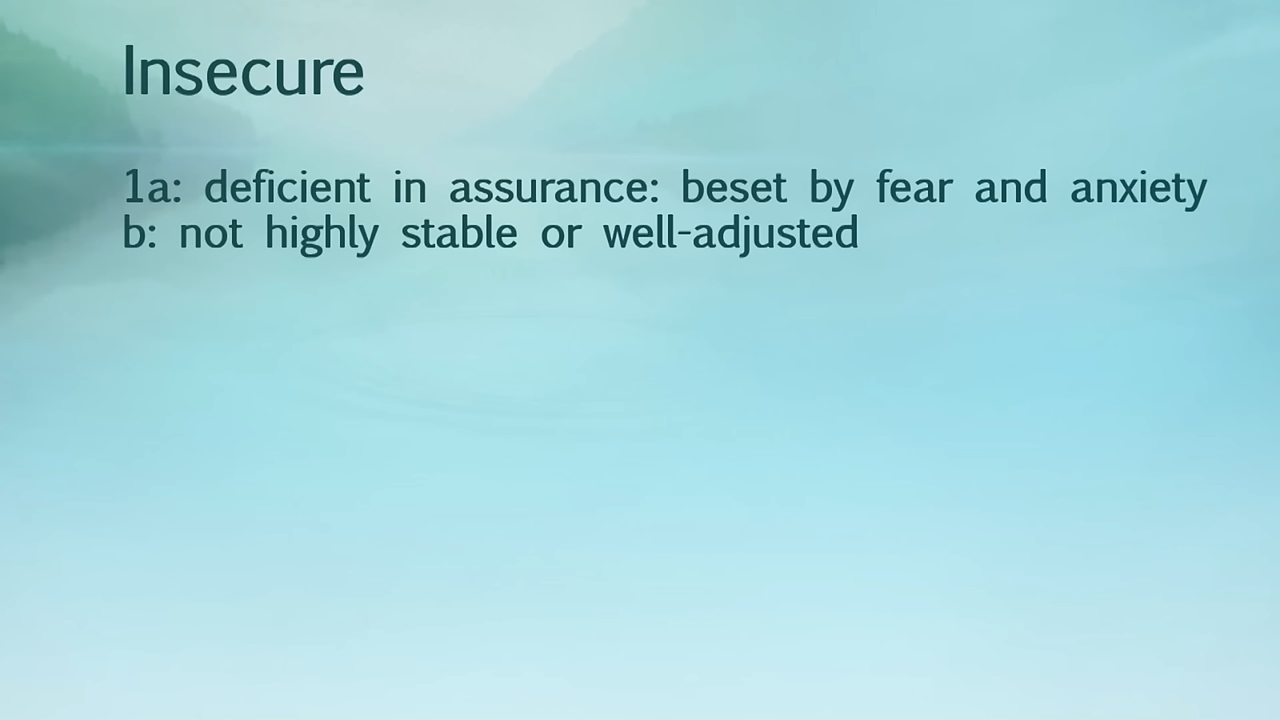 Insecure
1a: deficient in assurance: beset by fear and anxiety
b: not highly stable or well-adjusted